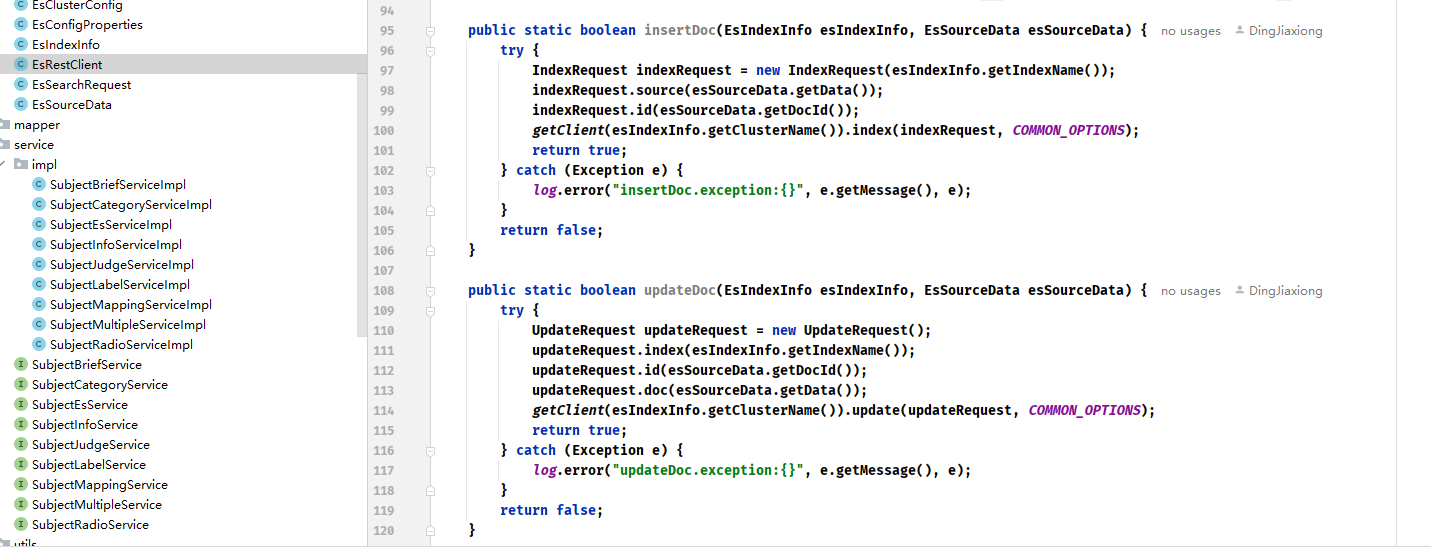 EsClusterConfig
EsConfigProperties
EsIndexInfo
EsRestClient
EsSearchRequest
EsSourceData
mapper
service
impl
SubjectBriefServiceImpl
SubjectCategoryServiceImpl
SubjectEsServiceImpl
SubjectInfoServiceImpl
SubjectJudgeServiceImpl
SubjectLabelServiceImpl
SubjectMappingServiceImpl
SubjectMultipleServiceImpl
SubjectRadioServiceImpl
SubjectBriefService
SubjectCategoryService
SubjectEsService
SubjectInfoService
SubjectJudgeService
SubjectLabelService
SubjectMappingService
SubjectMultipleService
SubjectRadioService
utils
94
95 public static boolean insertDoc(EsIndexInfo esIndexInfo, EsSourceData esSourceData) { no usages DingJiaxiong
96 try {
97 IndexRequest indexRequest = new IndexRequest(esIndexInfo.getIndexName());
98 indexRequest.source(esSourceData.getData());
99 indexRequest.id(esSourceData.getDocId());
100 getClient(esIndexInfo.getClusterName()).index(indexRequest, COMMON_OPTIONS);
101 return true;
102 } catch (Exception e) {
103 log.error("insertDoc.exception:{}", e.getMessage(), e);
104 }
105 return false;
106 }
107
108 public static boolean updateDoc(EsIndexInfo esIndexInfo, EsSourceData esSourceData) { no usages DingJiaxiong
109 try {
110 UpdateRequest updateRequest = new UpdateRequest();
111 updateRequest.index(esIndexInfo.getIndexName());
112 updateRequest.id(esSourceData.getDocId());
113 updateRequest.doc(esSourceData.getData());
114 getClient(esIndexInfo.getClusterName()).update(updateRequest, COMMON_OPTIONS);
115 return true;
116 } catch (Exception e) {
117 log.error("updateDoc.exception:{}", e.getMessage(), e);
118 }
119 return false;
120 }